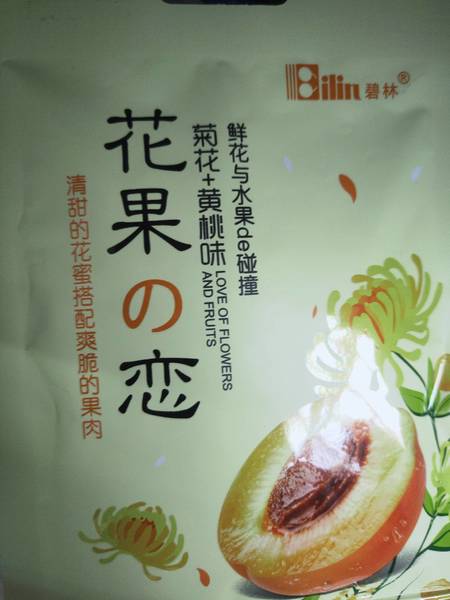 Bilin 碧林®
鲜花与水果de碰撞
菊花+黄桃味
LOVE OF FLOWERS
AND FRUITS
花果の恋
清甜的花蜜搭配爽脆的果肉